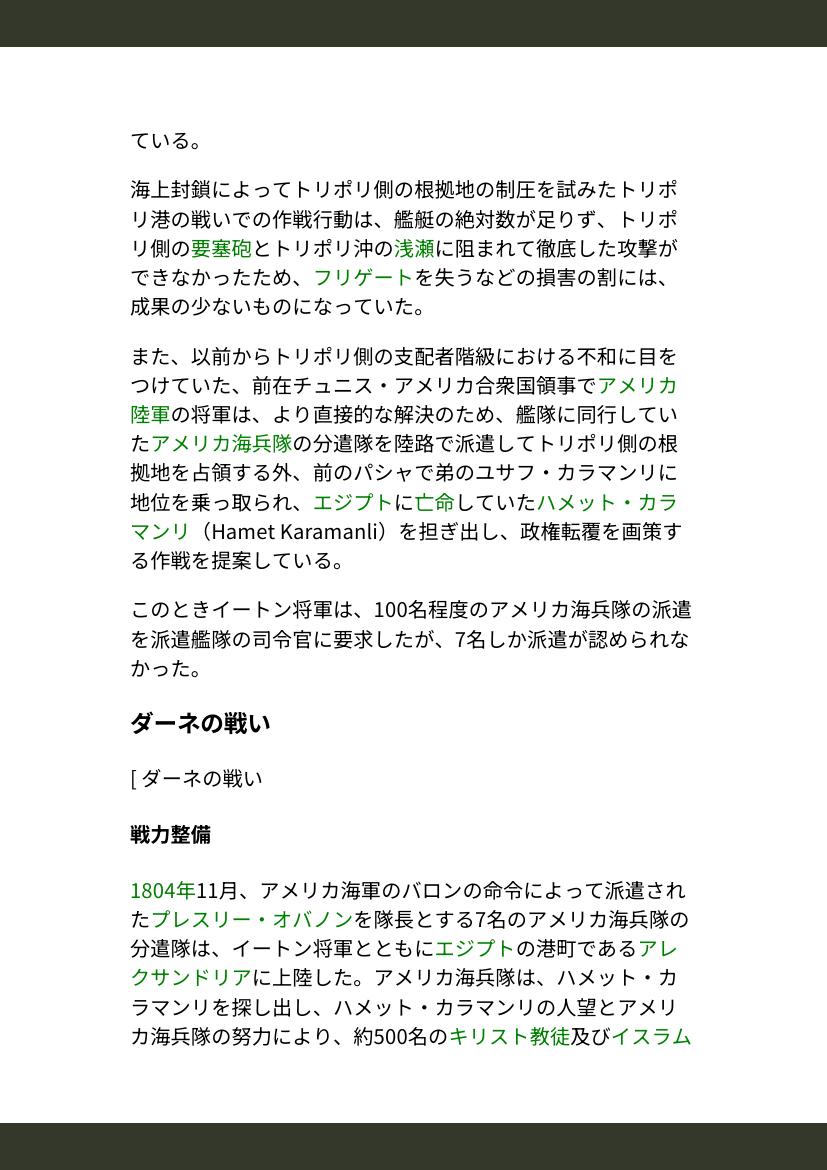 ている。
海上封鎖によってトリポリ側の根拠地の制圧を試みたトリポ
リ港の戦いでの作戦行動は、艦艇の絶対数が足りず、トリポ
リ側の要塞砲とトリポリ沖の浅瀬に阻まれて徹底した攻撃が
できなかったため、フリゲートを失うなどの損害の割には、
成果の少ないものになっていた。
また、以前からトリポリ側の支配者階級における不和に目を
つけていた、前在チュニス・アメリカ合衆国領事でアメリカ
陸軍の将軍は、より直接的な解決のため、艦隊に同行してい
たアメリカ海兵隊の分遣隊を陸路で派遣してトリポリ側の根
拠地を占領する外、前のパシャで弟のユサフ・カラマンリに
地位を乗っ取られ、エジプトに亡命していたハメット・カラ
マンリ（Hamet Karamanli）を担ぎ出し、政権転覆を画策す
る作戦を提案している。
このときイートン将軍は、100名程度のアメリカ海兵隊の派遣
を派遣艦隊の司令官に要求したが、7名しか派遣が認められな
かった。
ダーネの戦い
[ ダーネの戦い
戦力整備
1804年11月、アメリカ海軍のバロンの命令によって派遣され
たプレスリー・オバノンを隊長とする7名のアメリカ海兵隊の
分遣隊は、イートン将軍とともにエジプトの港町であるアレ
クサンドリアに上陸した。アメリカ海兵隊は、ハメット・カ
ラマンリを探し出し、ハメット・カラマンリの人望とアメリ
カ海兵隊の努力により、約500名のキリスト教徒及びイスラム